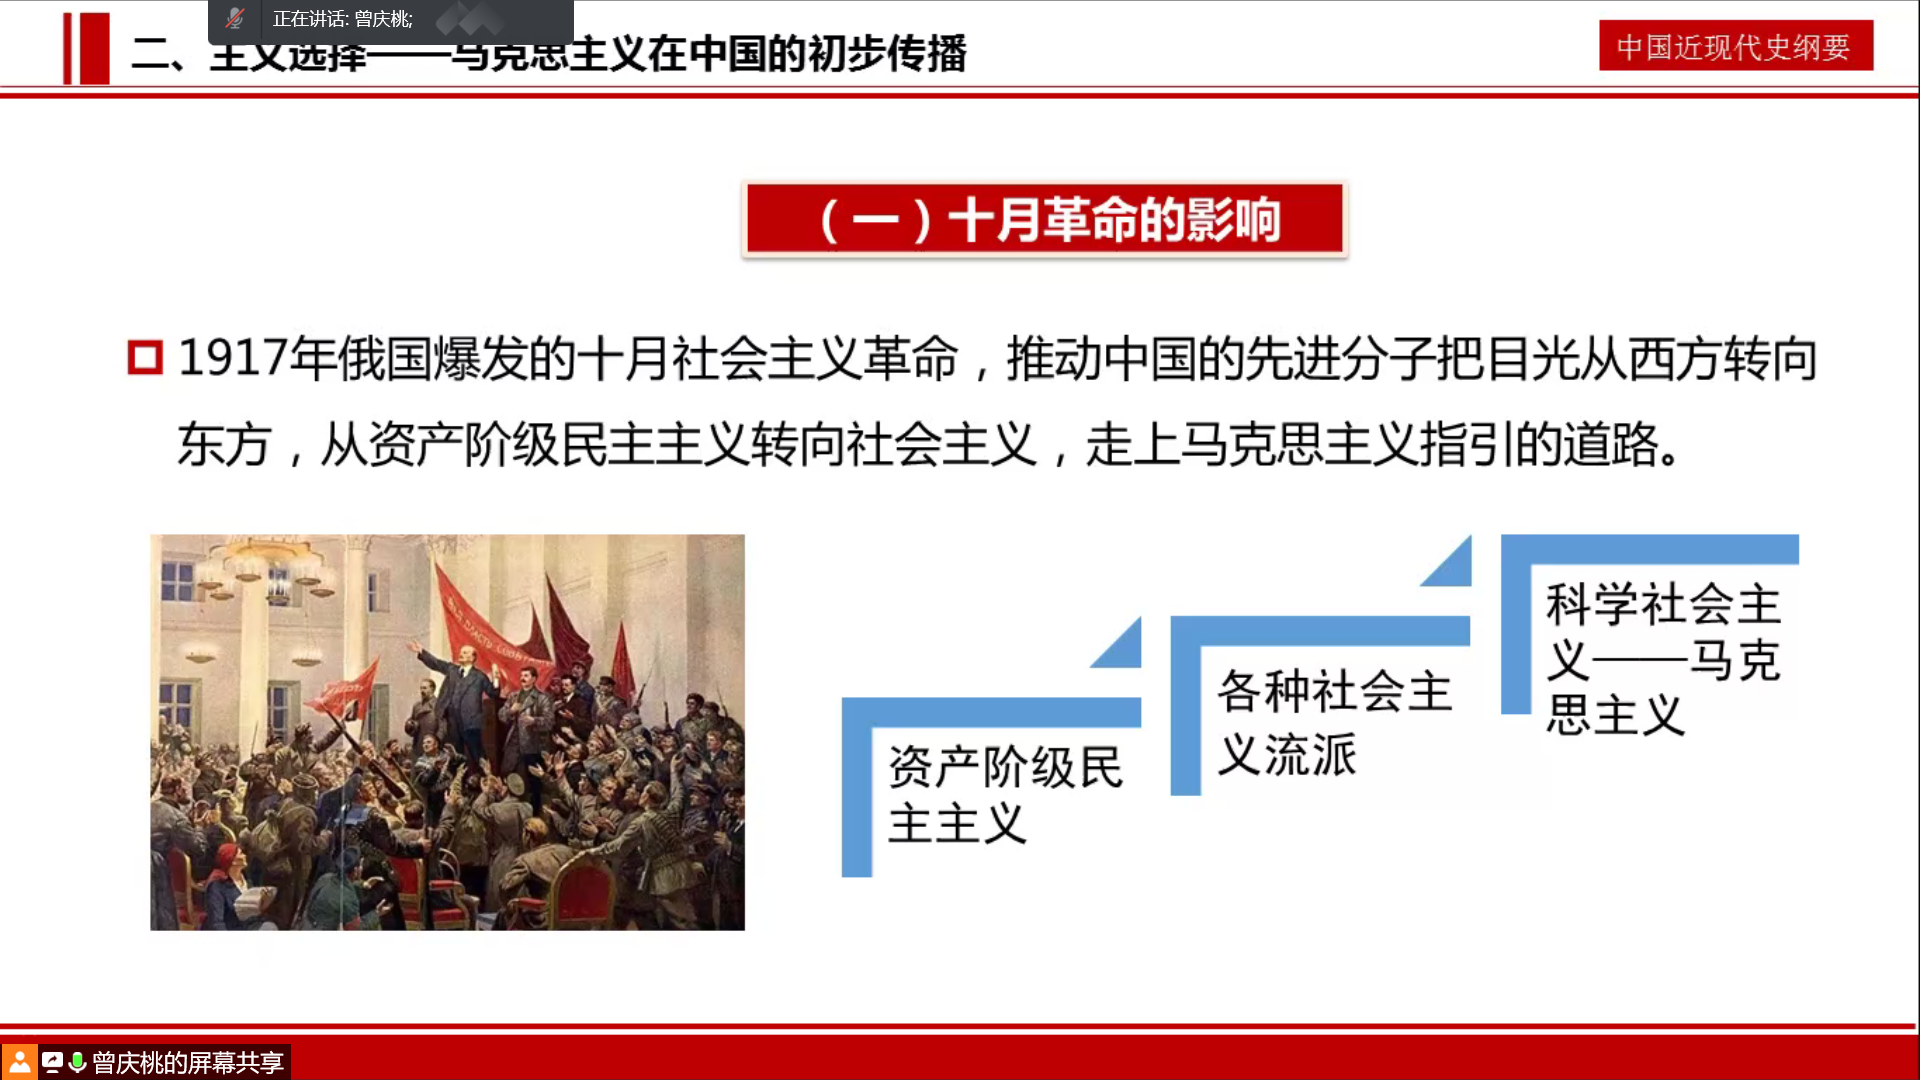 正在讲话: 曾庆桃;
二、主义选择——马克思主义在中国的初步传播
中国近现代史纲要
（一）十月革命的影响
1917年俄国爆发的十月社会主义革命，推动中国的先进分子把目光从西方转向
东方，从资产阶级民主主义转向社会主义，走上马克思主义指引的道路。
科学社会主
义——马克
思主义
各种社会主
义流派
资产阶级民
主主义
曾庆桃的屏幕共享